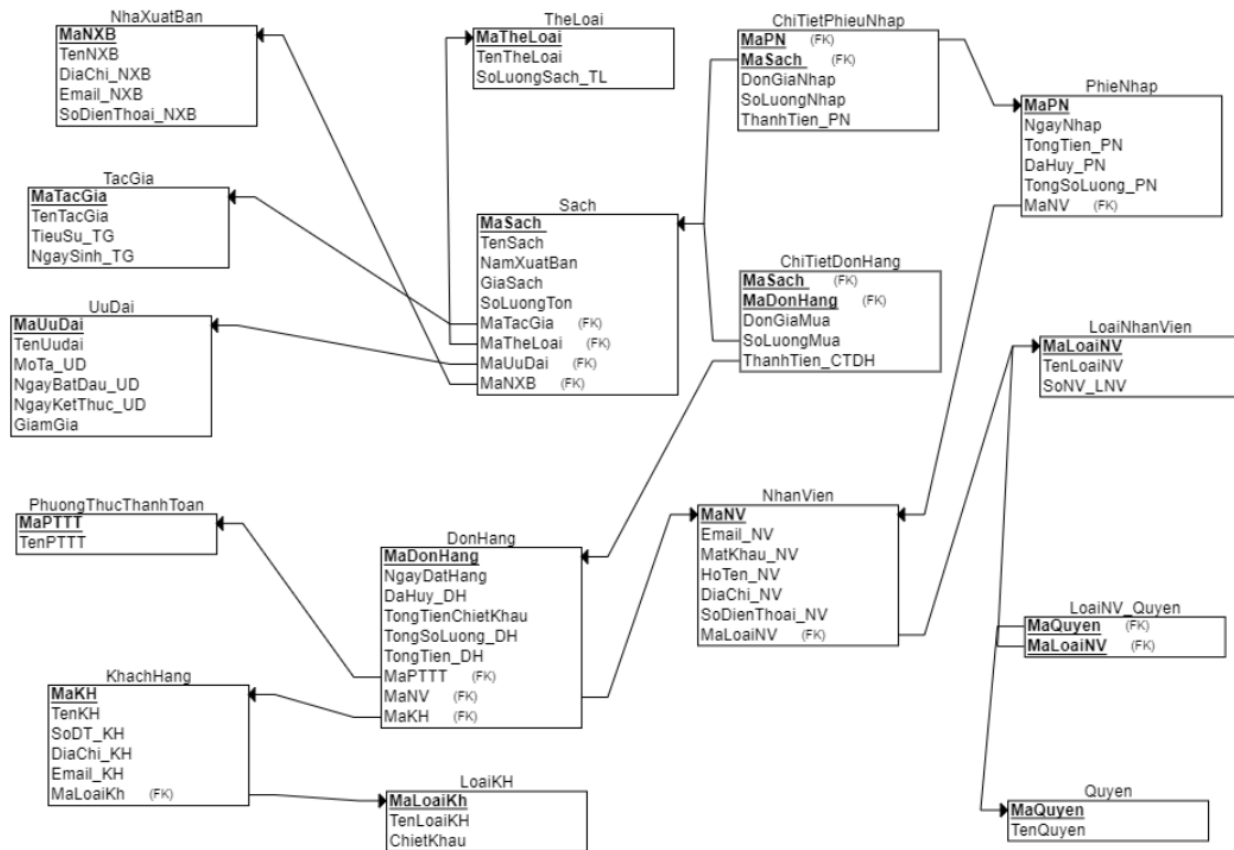 NhaXuatBan
MaNXB
TenNXB
DiaChi_NXB
Email_NXB
SoDienThoai_NXB
TheLoai
MaTheLoai
TenTheLoai
SoLuongSach_TL
ChiTietPhieuNhap
MaPN (FK)
MaSach (FK)
DonGiaNhap
SoLuongNhap
ThanhTien_PN
PhieNhap
MaPN
NgayNhap
TongTien_PN
DaHuy_PN
TongSoLuong_PN
MaNV (FK)
TacGia
MaTacGia
TenTacGia
TieuSu_TG
NgaySinh_TG
Sach
MaSach
TenSach
NamXuatBan
GiaSach
SoLuongTon
MaTacGia (FK)
MaTheLoai (FK)
MaUuDai (FK)
MaNXB (FK)
ChiTietDonHang
MaSach (FK)
MaDonHang (FK)
DonGiaMua
SoLuongMua
ThanhTien_CTDH
UuDai
MaUuDai
TenUudai
MoTa_UD
NgayBatDau_UD
NgayKetThuc_UD
GiamGia
LoaiNhanVien
MaLoaiNV
TenLoaiNV
SoNV_LNV
PhuongThucThanhToan
MaPTTT
TenPTTT
DonHang
MaDonHang
NgayDatHang
DaHuy_DH
TongTienChietKhau
TongSoLuong_DH
TongTien_DH
MaPTTT (FK)
MaNV (FK)
MaKH (FK)
NhanVien
MaNV
Email_NV
MatKhau_NV
HoTen_NV
DiaChi_NV
SoDienThoai_NV
MaLoaiNV (FK)
LoaiNV_Quyen
MaQuyen (FK)
MaLoaiNV (FK)
KhachHang
MaKH
TenKH
SoDT_KH
DiaChi_KH
Email_KH
MaLoaiKh (FK)
LoaiKH
MaLoaiKh
TenLoaiKH
ChietKhau
Quyen
MaQuyen
TenQuyen